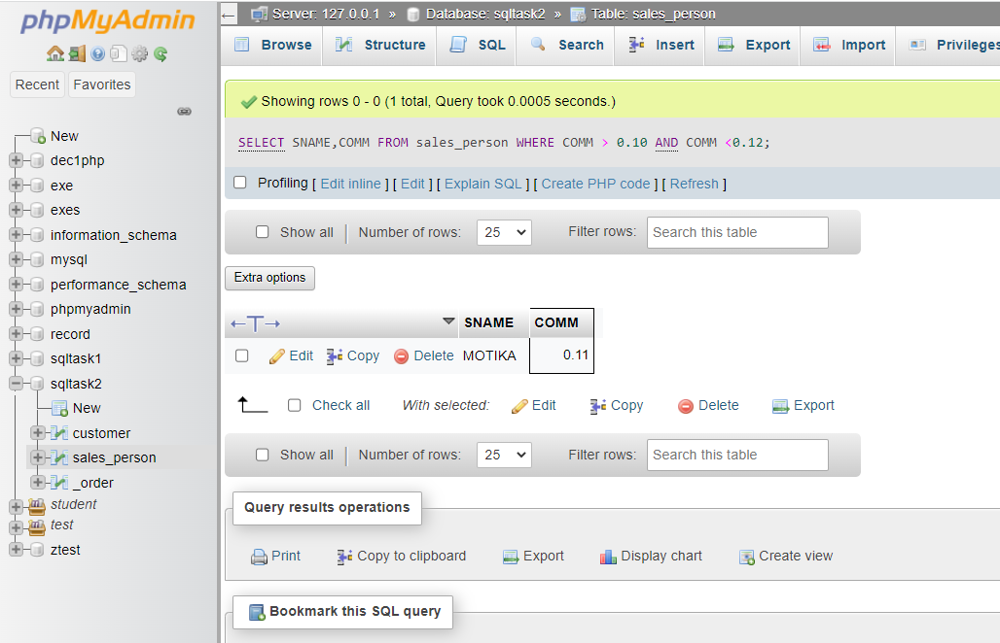 phpMyAdmin
Recent Favorites
New
dec1php
exe
exes
information_schema
mysql
performance_schema
phpmyadmin
record
sqltask1
sqltask2
New
customer
sales_person
_order
student
test
ztest
Server: 127.0.0.1 » Database: sqltask2 » Table: sales_person
Browse Structure SQL Search Insert Export Import Privileges
Showing rows 0 - 0 (1 total, Query took 0.0005 seconds.)
SELECT SNAME,COMM FROM sales_person WHERE COMM > 0.10 AND COMM <0.12;
Profiling [ Edit inline ] [ Edit ] [ Explain SQL ] [ Create PHP code ] [ Refresh ]
Show all | Number of rows: 25 Filter rows: Search this table
Extra options
←T→ SNAME COMM
Edit Copy Delete MOTIKA 0.11
Check all With selected: Edit Copy Delete Export
Show all | Number of rows: 25 Filter rows: Search this table
Query results operations
Print Copy to clipboard Export Display chart Create view
Bookmark this SQL query